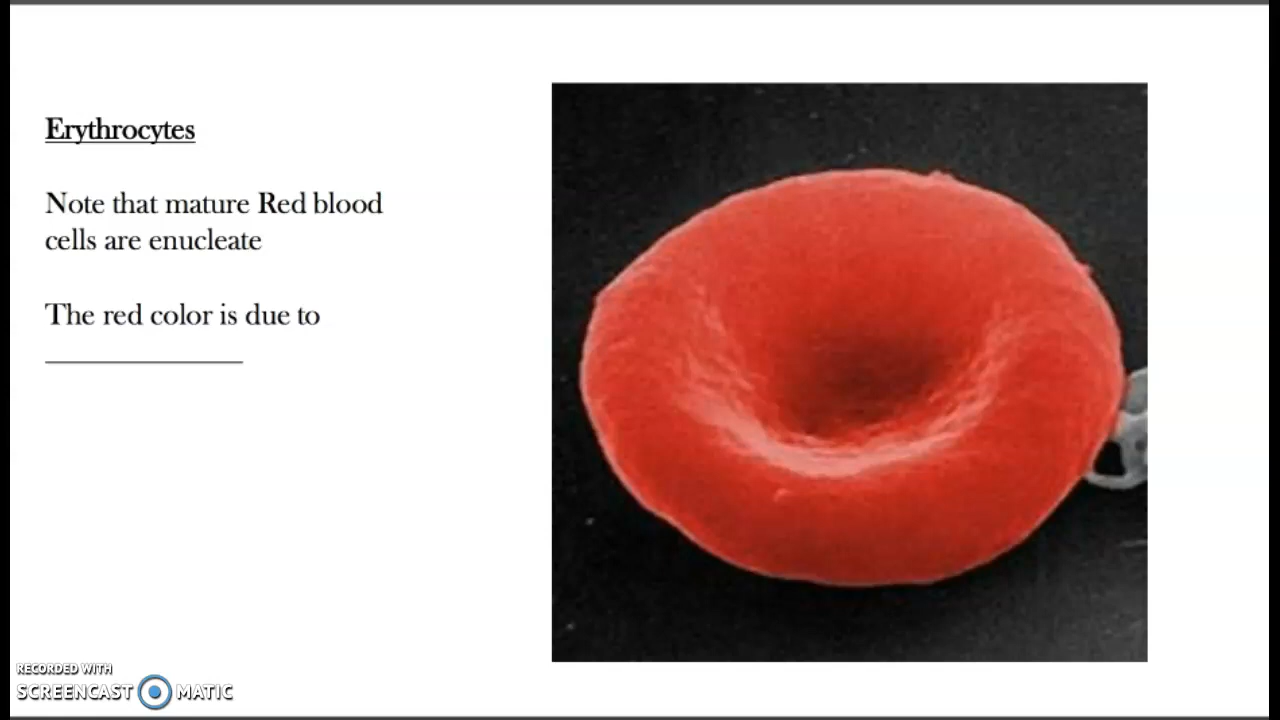 Erythrocytes
Note that mature Red blood
cells are enucleate
The red color is due to
RECORDED WITH
SCREENCAST MATIC